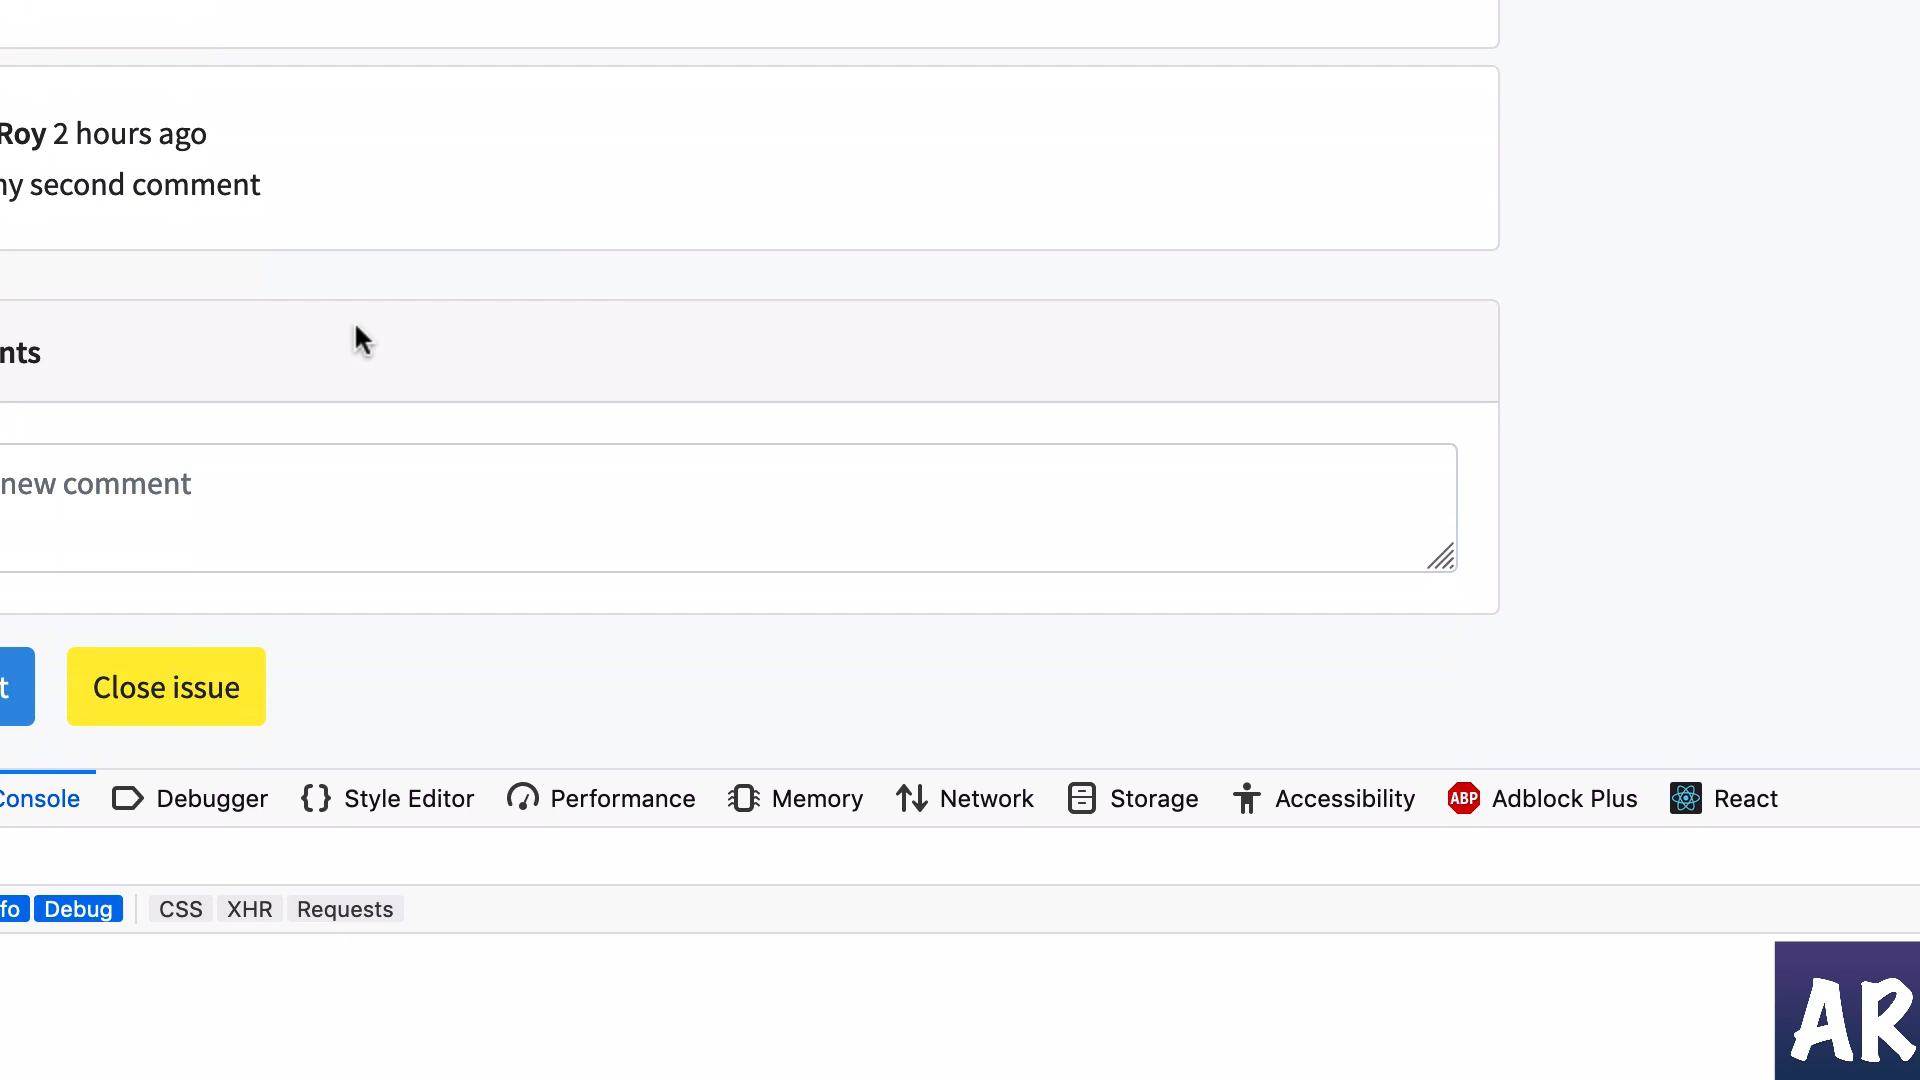 Roy 2 hours ago
my second comment
nts
new comment
t Close issue
Console Debugger Style Editor Performance Memory Network Storage Accessibility ABP Adblock Plus React
fo Debug CSS XHR Requests
AR